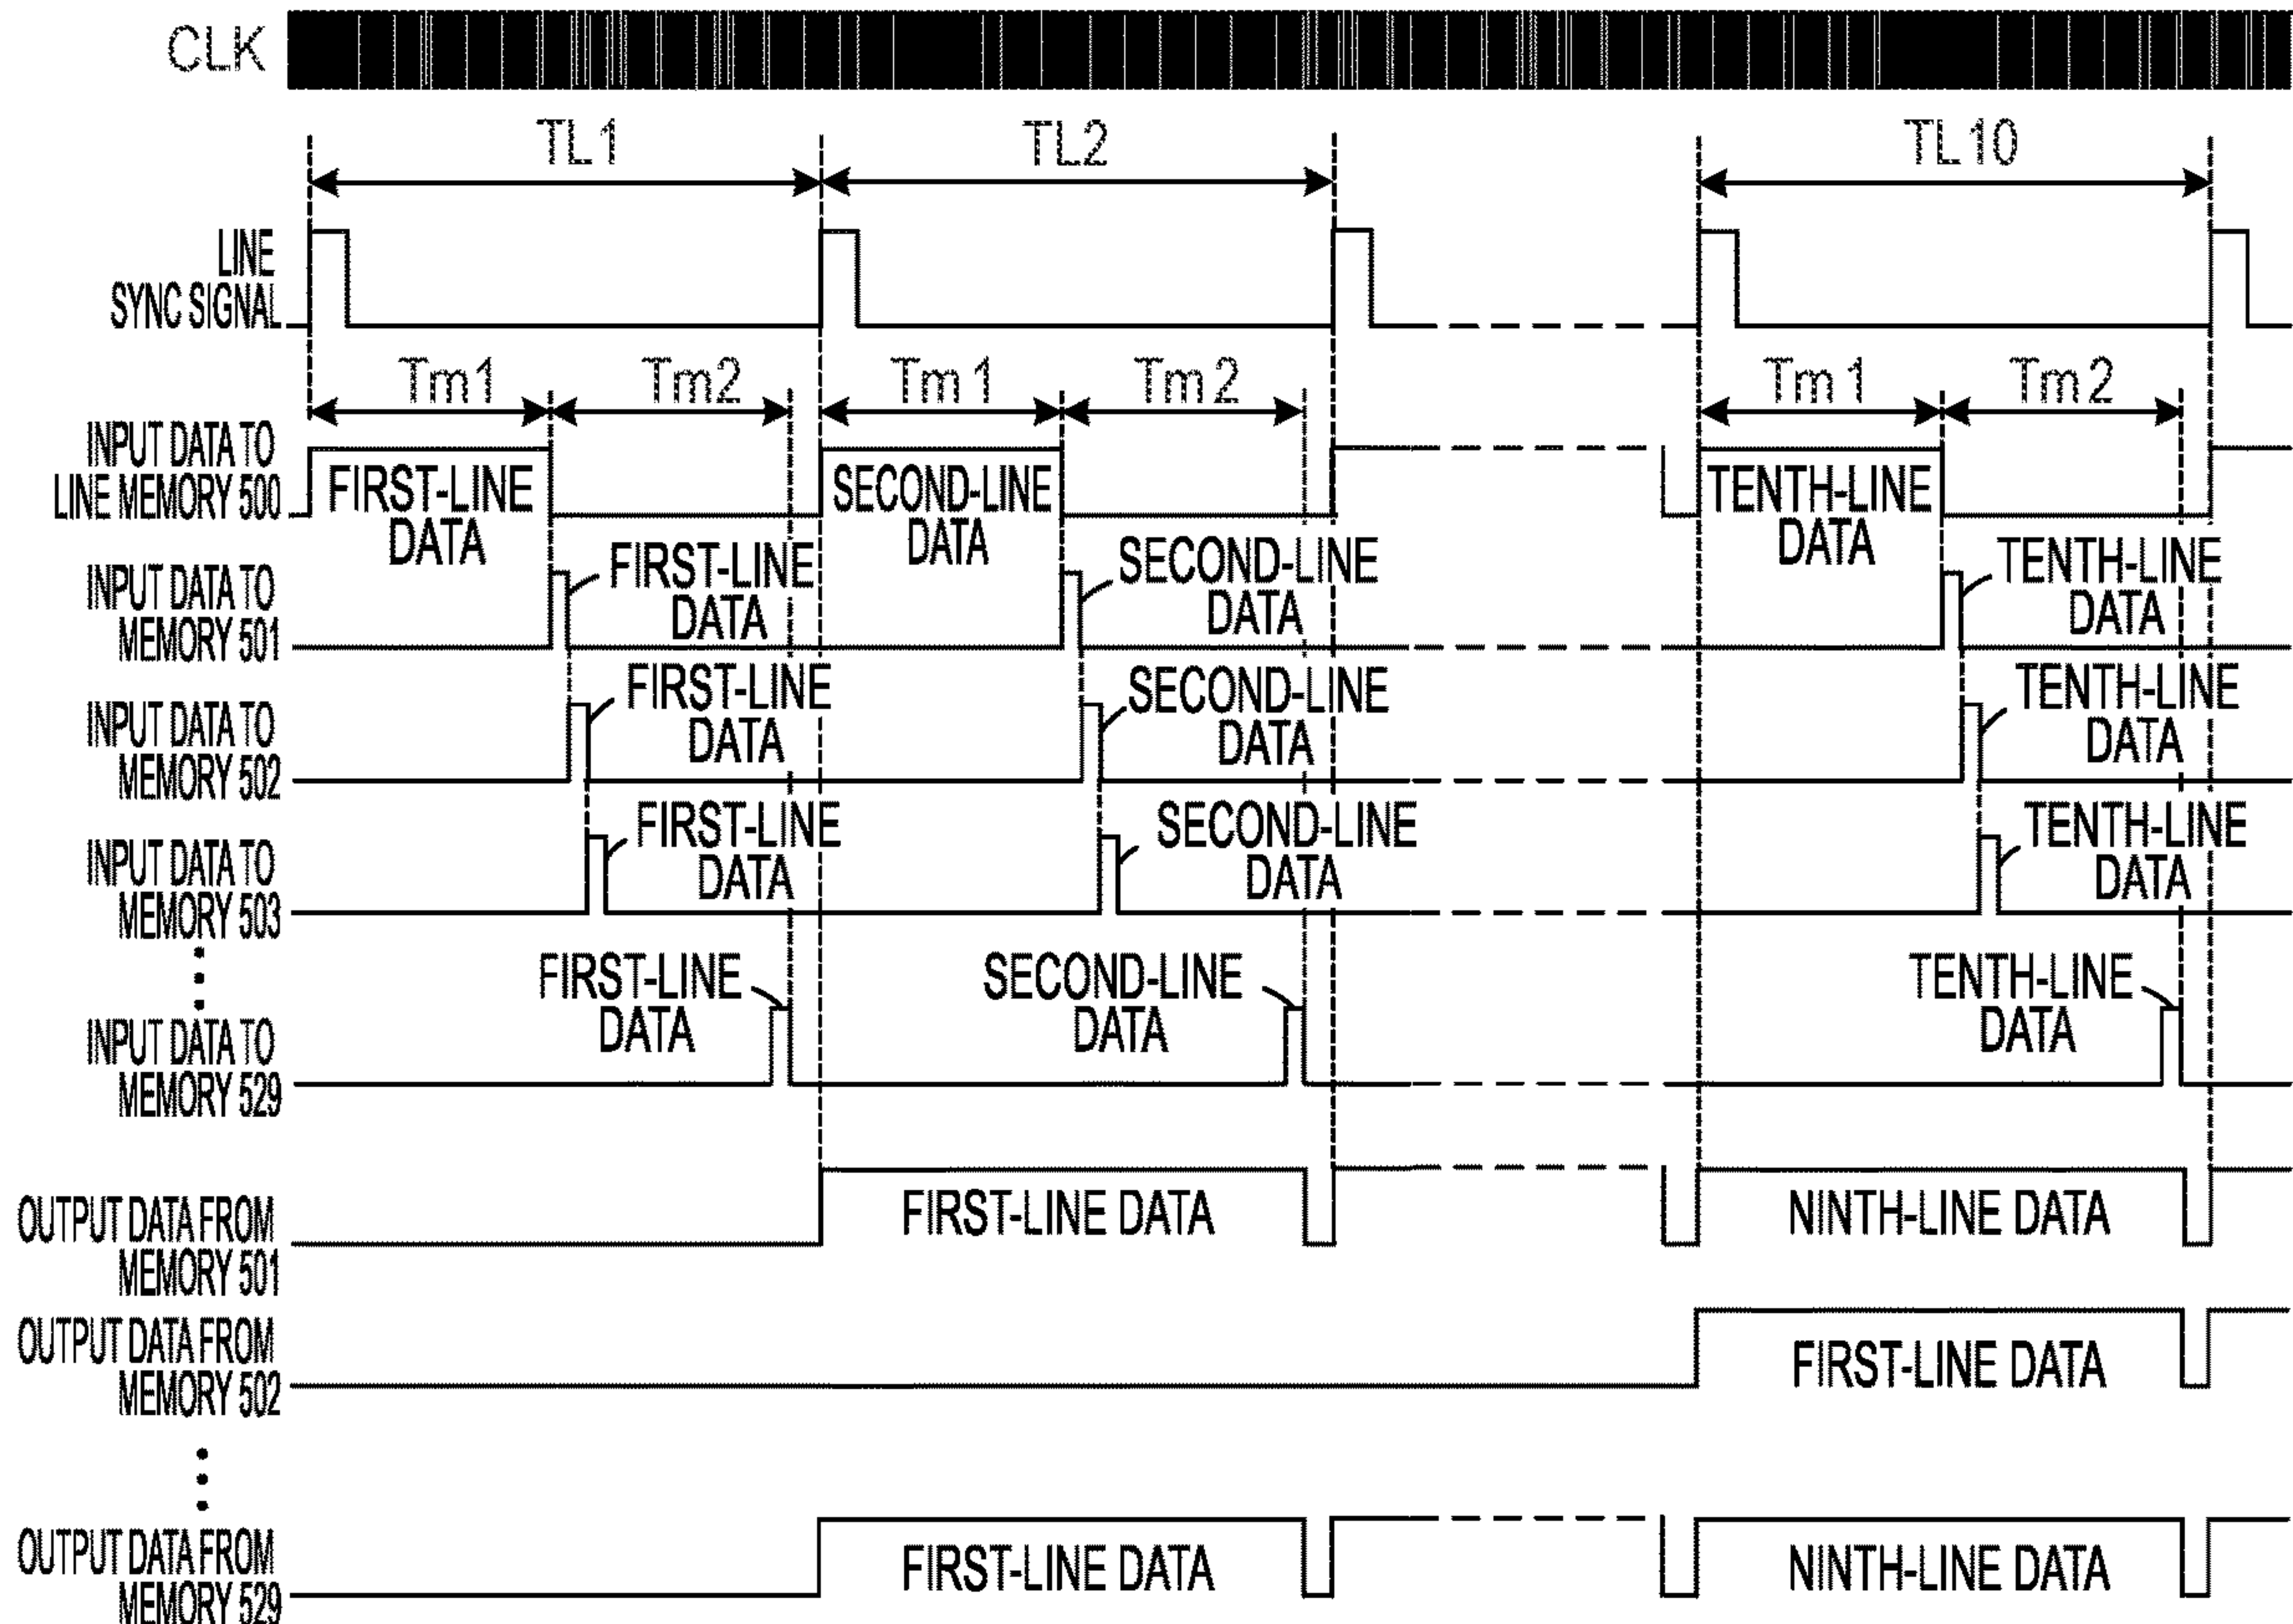 CLK
TL1 TL2 TL10
LINE
SYNC SIGNAL
Tm1 Tm2 Tm1 Tm2 Tm1 Tm2
INPUT DATA TO
LINE MEMORY 500
FIRST-LINE
DATA
SECOND-LINE
DATA
TENTH-LINE
DATA
INPUT DATA TO
MEMORY 501
FIRST-LINE
DATA
SECOND-LINE
DATA
TENTH-LINE
DATA
INPUT DATA TO
MEMORY 502
FIRST-LINE
DATA
SECOND-LINE
DATA
TENTH-LINE
DATA
INPUT DATA TO
MEMORY 503
FIRST-LINE
DATA
SECOND-LINE
DATA
TENTH-LINE
DATA
INPUT DATA TO
MEMORY 529
FIRST-LINE
DATA
SECOND-LINE
DATA
TENTH-LINE
DATA
OUTPUT DATA FROM
MEMORY 501
FIRST-LINE DATA
NINTH-LINE DATA
OUTPUT DATA FROM
MEMORY 502
FIRST-LINE DATA
OUTPUT DATA FROM
MEMORY 529
FIRST-LINE DATA
NINTH-LINE DATA